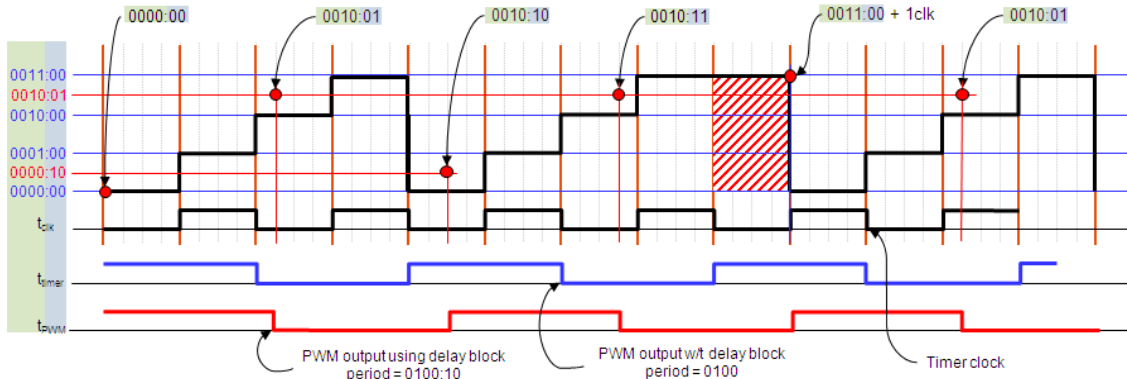 0000:00
0010:01
0010:10
0010:11
0011:00 + 1clk
0010:01
0011:00
0010:01
0010:00
0001:00
0000:10
0000:00
tclk
ttimer
tPWM
PWM output using delay block
period = 0100:10
PWM output w/t delay block
period = 0100
Timer clock